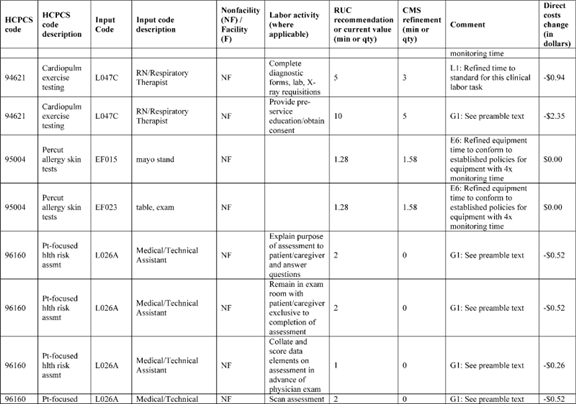 HCPCS code
HCPCS code description
Input Code
Input code description
Nonfacility (NF) / Facility (F)
Labor activity (where applicable)
RUC recommendation or current value (min or qty)
CMS refinement (min or qty)
Comment
Direct costs change (in dollars)
monitoring time
94621
Cardiopulm exercise testing
L047C
RN/Respiratory Therapist
NF
Complete diagnostic forms, lab, X-ray requisitions
5
3
L1: Refined time to standard for this clinical labor task
-$0.94
94621
Cardiopulm exercise testing
L047C
RN/Respiratory Therapist
NF
Provide pre-service education/obtain consent
10
5
G1: See preamble text
-$2.35
95004
Percut allergy skin tests
EF015
mayo stand
NF
1.28
1.58
E6: Refined equipment time to conform to established policies for equipment with 4x monitoring time
$0.00
95004
Percut allergy skin tests
EF023
table, exam
NF
1.28
1.58
E6: Refined equipment time to conform to established policies for equipment with 4x monitoring time
$0.00
96160
Pt-focused hlth risk assmt
L026A
Medical/Technical Assistant
NF
Explain purpose of assessment to patient/caregiver and answer questions
2
0
G1: See preamble text
-$0.52
96160
Pt-focused hlth risk assmt
L026A
Medical/Technical Assistant
NF
Remain in exam room with patient/caregiver exclusive to completion of assessment
2
0
G1: See preamble text
-$0.52
96160
Pt-focused hlth risk assmt
L026A
Medical/Technical Assistant
NF
Collate and score data elements on assessment in advance of physician exam
1
0
G1: See preamble text
-$0.26
96160
Pt-focused
L026A
Medical/Technical
NF
Scan assessment
2
0
G1: See preamble text
-$0.52